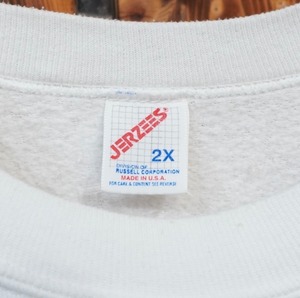 JERZEES
2X
DIVISION OF
RUSSELL CORPORATION
MADE IN U.S.A.
FOR CARE & CONTENT SEE REVERSE